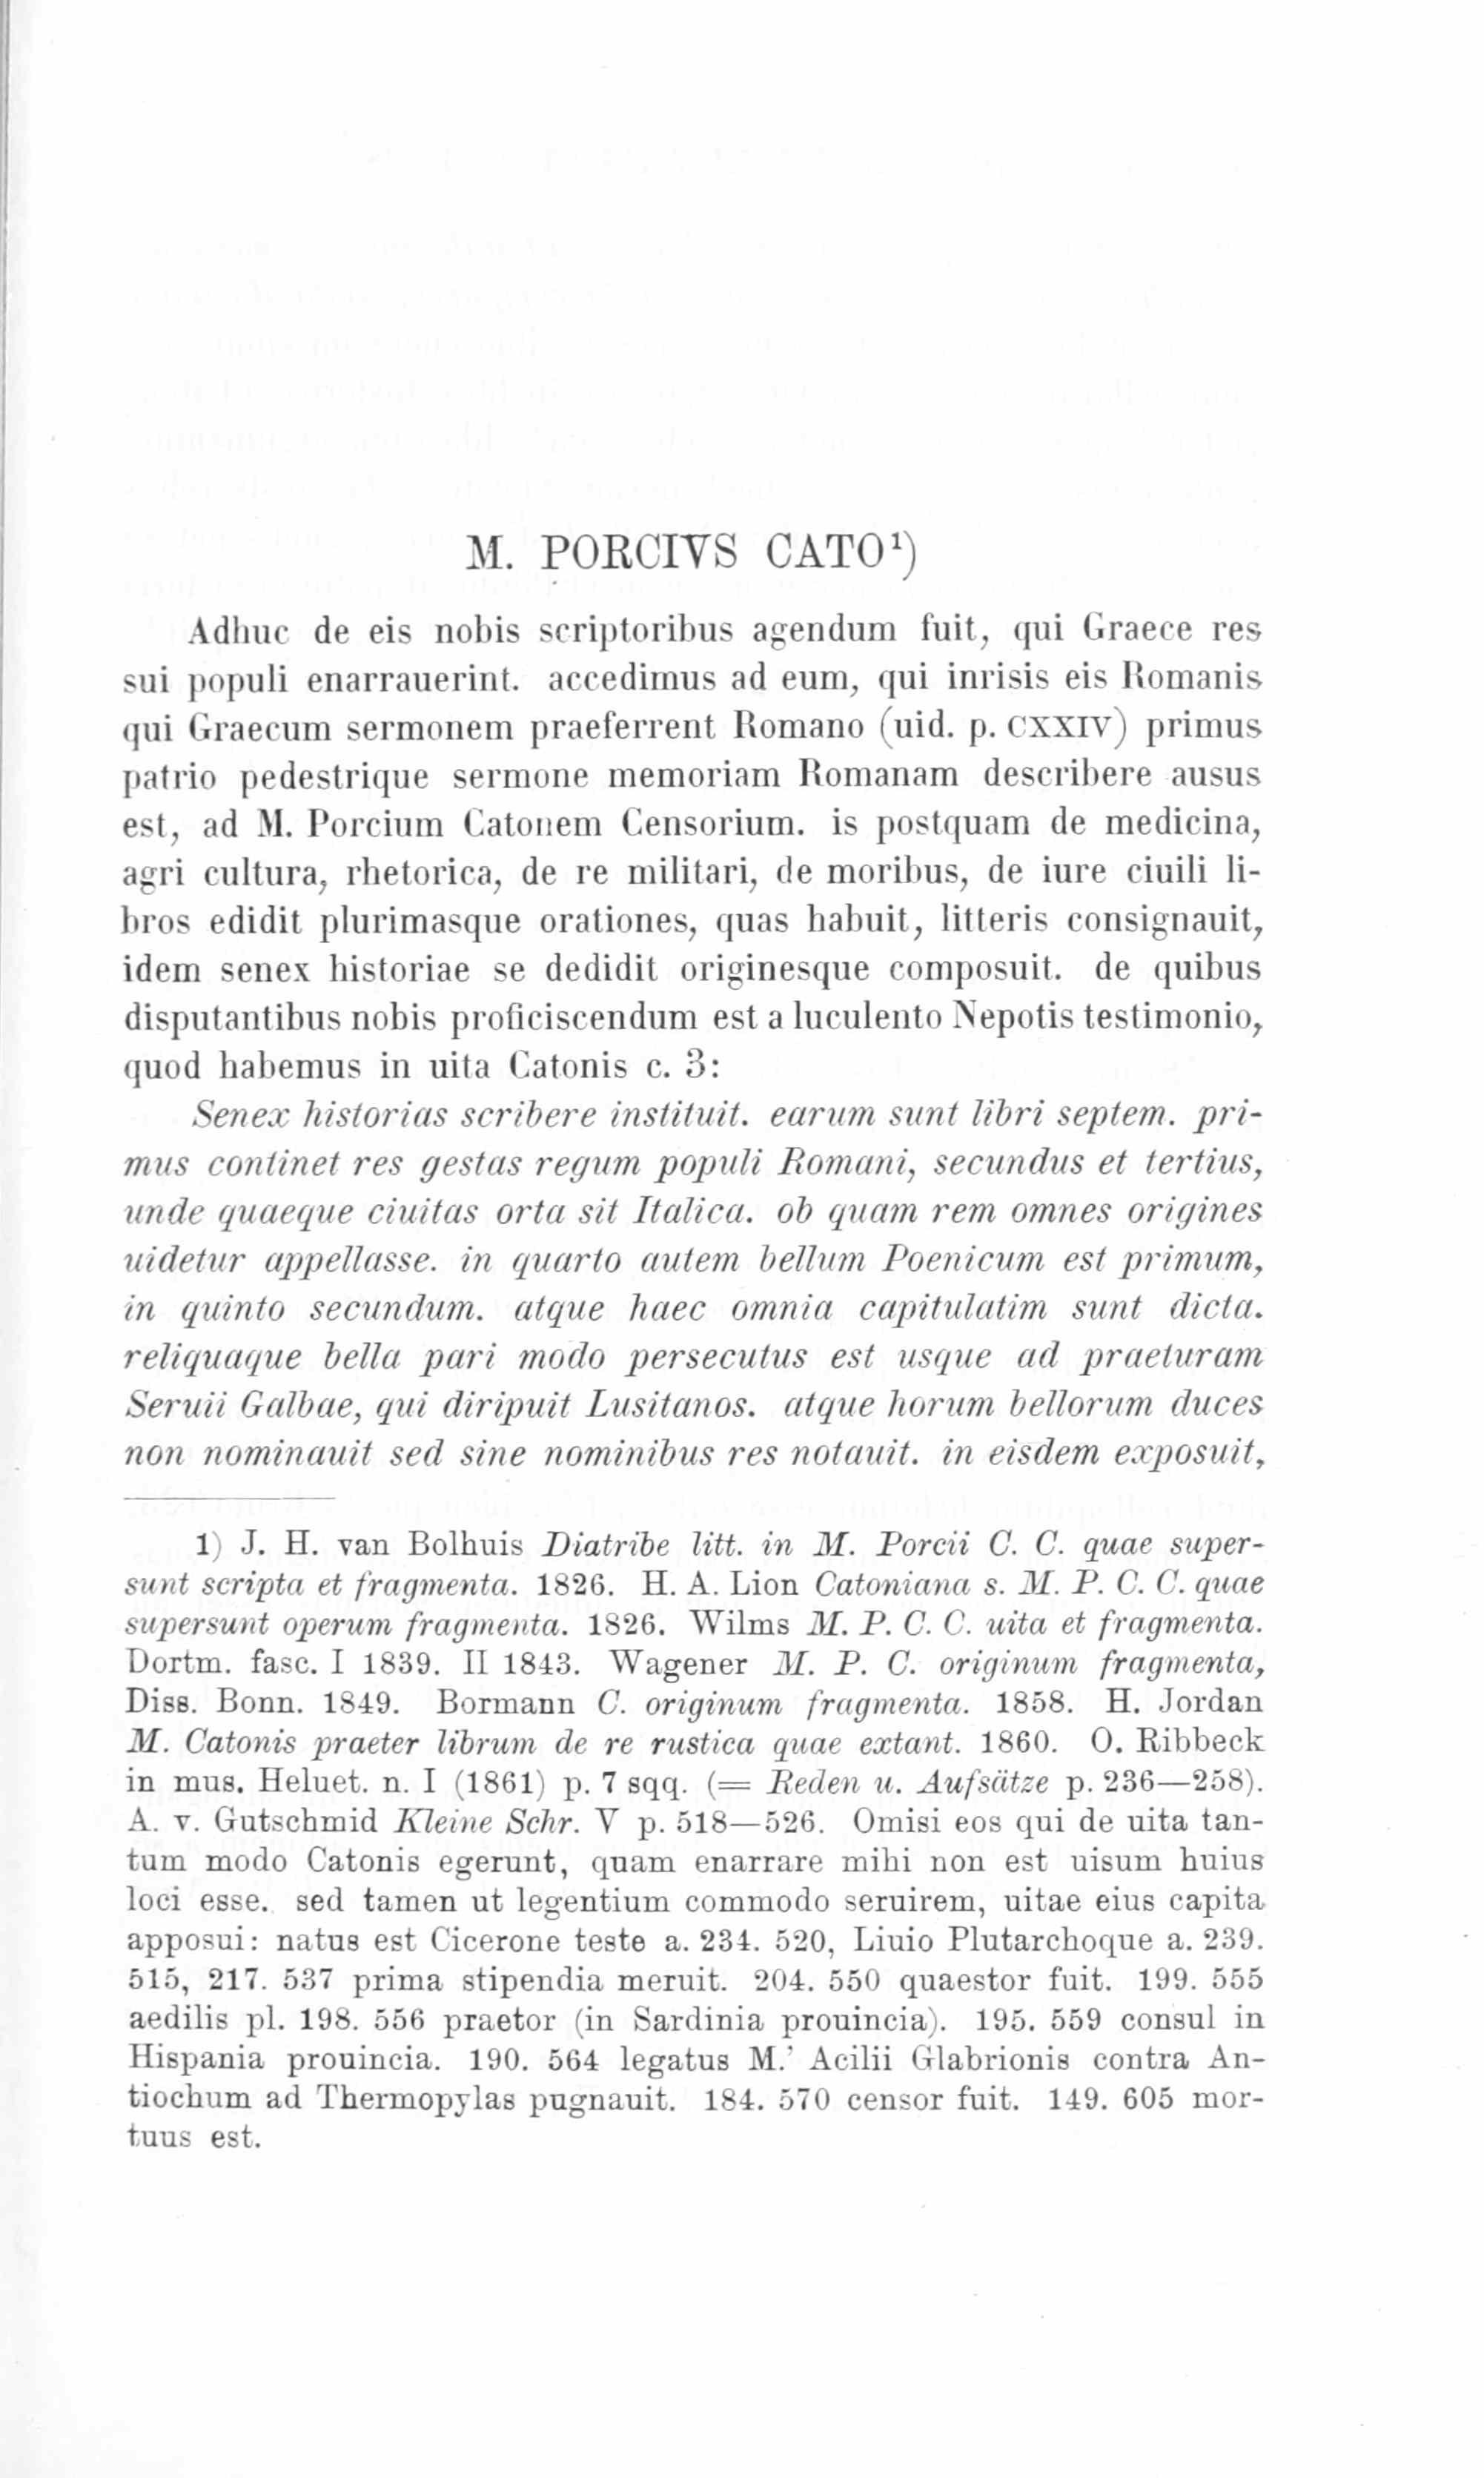 M. PORCIVS CATO¹)
Adhuc de eis nobis scriptoribus agendum fuit, qui Graece res
sui populi enarrauerint. accedimus ad eum, qui inrisis eis Romanis
qui Graecum sermonem praeferrent Romano (uid. p. CXXIV) primus
patrio pedestrique sermone memoriam Romanam describere ausus
est, ad M. Porcium Catonem Censorium. is postquam de medicina,
agri cultura, rhetorica, de re militari, de moribus, de iure ciuili li-
bros edidit plurimasque orationes, quas habuit, litteris consignauit,
idem senex historiae se dedidit originesque composuit. de quibus
disputantibus nobis proficiscendum est a luculento Nepotis testimonio,
quod habemus in uita Catonis c. 3:
Senex historias scribere instituit. earum sunt libri septem. pri-
mus continet res gestas regum populi Romani, secundus et tertius,
unde quaeque ciuitas orta sit Italica. ob quam rem omnes origines
uidetur appellasse. in quarto autem bellum Poenicum est primum,
in quinto secundum. atque haec omnia capitulatim sunt dicta.
reliquaque bella pari modo persecutus est usque ad praeturam
Seruii Galbae, qui diripuit Lusitanos. atque horum bellorum duces
non nominauit sed sine nominibus res notauit. in eisdem exposuit,
1) J. H. van Bolhuis Diatribe litt. in M. Porcii C. C. quae super-
sunt scripta et fragmenta. 1826. H. A. Lion Catoniana s. M. P. C. C. quae
supersunt operum fragmenta. 1826. Wilms M. P. C. C. uita et fragmenta.
Dortm. fasc. I 1839. II 1843. Wagener M. P. C. originum fragmenta,
Diss. Bonn. 1849. Bormann C. originum fragmenta. 1858. H. Jordan
M. Catonis praeter librum de re rustica quae extant. 1860. O. Ribbeck
in mus. Heluet. n. I (1861) p. 7 sqq. (= Reden u. Aufsätze p. 236—258).
A. v. Gutschmid Kleine Schr. V p. 518—526. Omisi eos qui de uita tan-
tum modo Catonis egerunt, quam enarrare mihi non est uisum huius
loci esse. sed tamen ut legentium commodo seruirem, uitae eius capita
apposui: natus est Cicerone teste a. 234. 520, Liuio Plutarchoque a. 239.
515, 217. 537 prima stipendia meruit. 204. 550 quaestor fuit. 199. 555
aedilis pl. 198. 556 praetor (in Sardinia prouincia). 195. 559 consul in
Hispania prouincia. 190. 564 legatus M.' Acilii Glabrionis contra An-
tiochum ad Thermopylas pugnauit. 184. 570 censor fuit. 149. 605 mor-
tuus est.